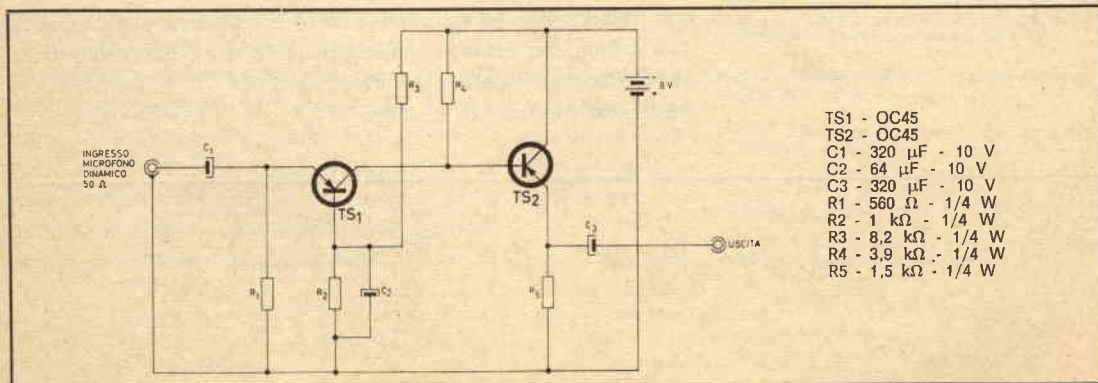 INGRESSO
MICROFONO
DINAMICO
50 Ω
C1
R1
TS1
R2
C2
R3
R4
TS2
R5
C3
8 V
USCITA
TS1 - OC45
TS2 - OC45
C1 - 320 µF - 10 V
C2 - 64 µF - 10 V
C3 - 320 µF - 10 V
R1 - 560 Ω - 1/4 W
R2 - 1 kΩ - 1/4 W
R3 - 8,2 kΩ - 1/4 W
R4 - 3,9 kΩ - 1/4 W
R5 - 1,5 kΩ - 1/4 W